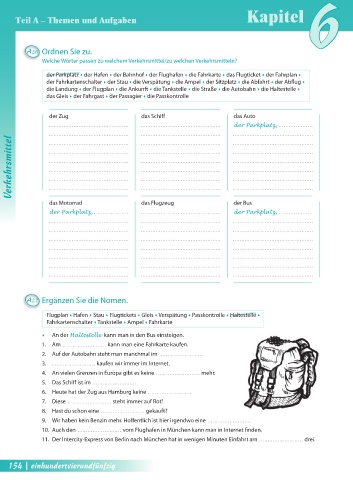 Teil A – Themen und Aufgaben
Kapitel 6
Ordnen Sie zu.
Welche Wörter passen zu welchem Verkehrsmittel/zu welchen Verkehrsmitteln?
der Parkplatz • der Hafen • der Bahnhof • der Flughafen • die Fahrkarte • das Flugticket • der Fahrplan •
der Fahrkartenschalter • der Stau • die Verspätung • die Ampel • der Sitzplatz • die Abfahrt • der Abflug •
die Landung • der Flugplan • die Ankunft • die Tankstelle • die Straße • die Autobahn • die Haltestelle •
das Gleis • der Fahrgast • der Passagier • die Passkontrolle
der Zug
das Schiff
das Auto
der Parkplatz,
das Motorrad
das Flugzeug
der Bus
der Parkplatz,
der Parkplatz,
Verkehrsmittel
Ergänzen Sie die Nomen.
Flugplan • Hafen • Stau • Flugtickets • Gleis • Verspätung • Passkontrolle • Haltestelle •
Fahrkartenschalter • Tankstelle • Ampel • Fahrkarte
• An der Haltestelle kann man in den Bus einsteigen.
1. Am .................... kann man eine Fahrkarte kaufen.
2. Auf der Autobahn steht man manchmal im ....................
3. .................... kaufen wir immer im Internet.
4. An vielen Grenzen in Europa gibt es keine .................... mehr.
5. Das Schiff ist im ....................
6. Heute hat der Zug aus Hamburg keine ....................
7. Diese .................... steht immer auf Rot!
8. Hast du schon eine .................... gekauft?
9. Wir haben kein Benzin mehr. Hoffentlich ist hier irgendwo eine ....................
10. Auch den .................... vom Flughafen in München kann man in Internet finden.
11. Der Intercity-Express von Berlin nach München hat in wenigen Minuten Einfahrt am .................... drei.
154 | einhundertvierundfünfzig